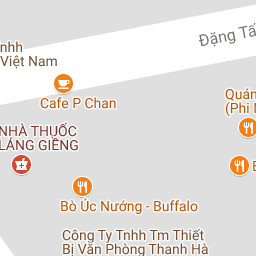 Đặng Tấ
nhh
Việt Nam
Cafe P Chan
Quán
(Phi N
NHÀ THUỐC
LÁNG GIỀNG
Bò Úc Nướng - Buffalo
Công Ty Tnhh Tm Thiết
Bị Văn Phòng Thanh Hà